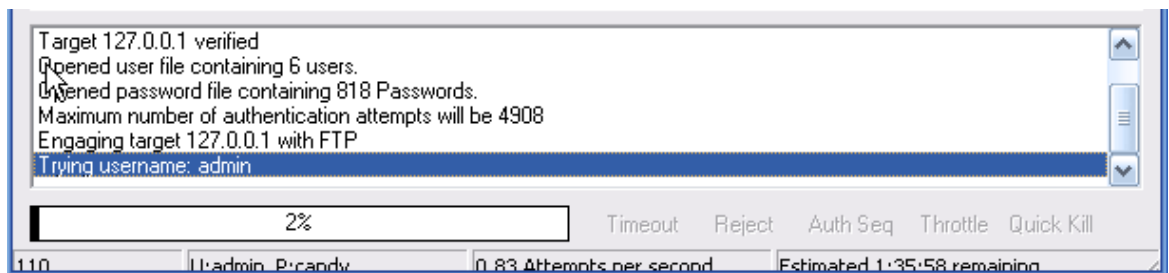 Target 127.0.0.1 verified
Opened user file containing 6 users.
Opened password file containing 818 Passwords.
Maximum number of authentication attempts will be 4908
Engaging target 127.0.0.1 with FTP
Trying username: admin
2% Timeout Reject Auth Seq Throttle Quick Kill
110 U:admin P:candy 0.83 Attempts per second Estimated 1:35:58 remaining